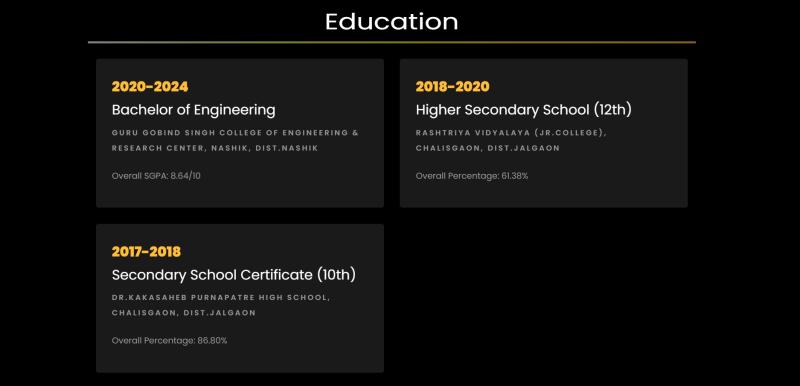 Education
2020-2024
Bachelor of Engineering
GURU GOBIND SINGH COLLEGE OF ENGINEERING &
RESEARCH CENTER, NASHIK, DIST.NASHIK
Overall SGPA: 8.64/10
2018-2020
Higher Secondary School (12th)
RASHTRIYA VIDYALAYA (JR.COLLEGE),
CHALISGAON, DIST.JALGAON
Overall Percentage: 61.38%
2017-2018
Secondary School Certificate (10th)
DR.KAKASAHEB PURNAPATRE HIGH SCHOOL,
CHALISGAON, DIST.JALGAON
Overall Percentage: 86.80%